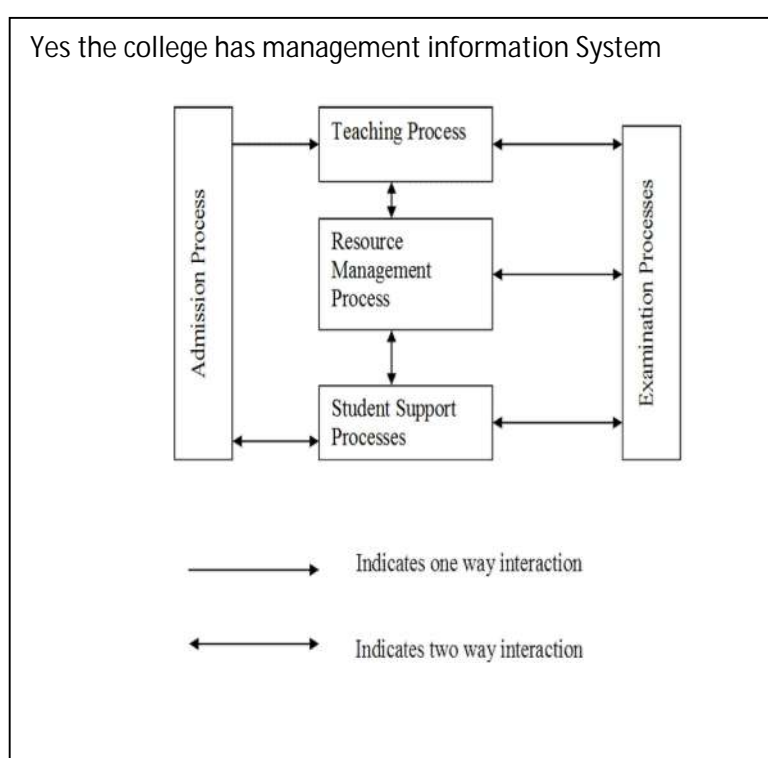 Yes the college has management information System
Admission Process
Teaching Process
Resource
Management
Process
Student Support
Processes
Examination Processes
Indicates one way interaction
Indicates two way interaction